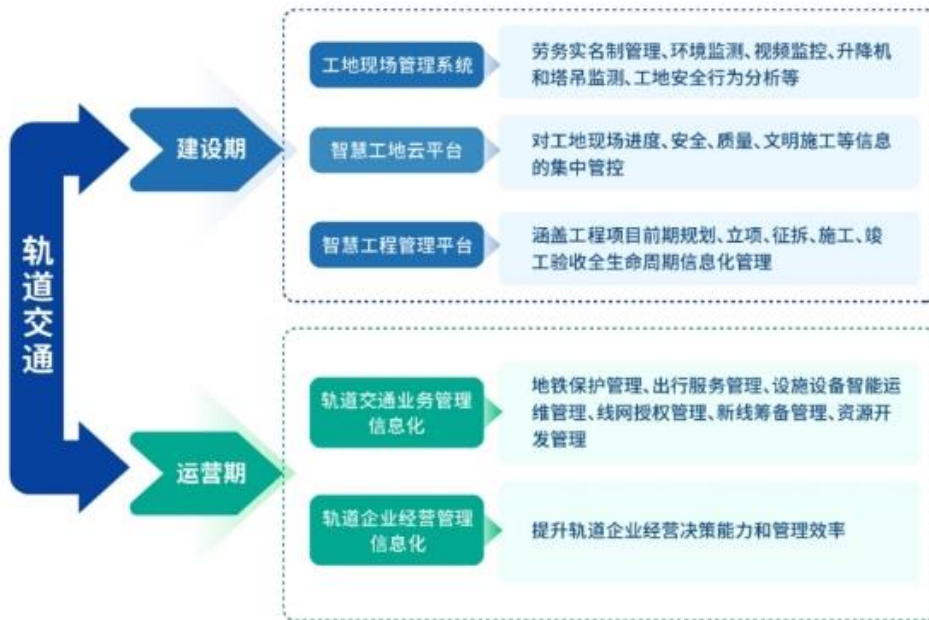 轨道交通
建设期
工地现场管理系统
劳务实名制管理、环境监测、视频监控、升降机
和塔吊监测、工地安全行为分析等
智慧工地云平台
对工地现场进度、安全、质量、文明施工等信息
的集中管控
智慧工程管理平台
涵盖工程项目前期规划、立项、征拆、施工、竣
工验收全生命周期信息化管理
运营期
轨道交通业务管理
信息化
地铁保护管理、出行服务管理、设施设备智能运
维管理、线网授权管理、新线筹备管理、资源开
发管理
轨道企业经营管理
信息化
提升轨道企业经营决策能力和管理效率